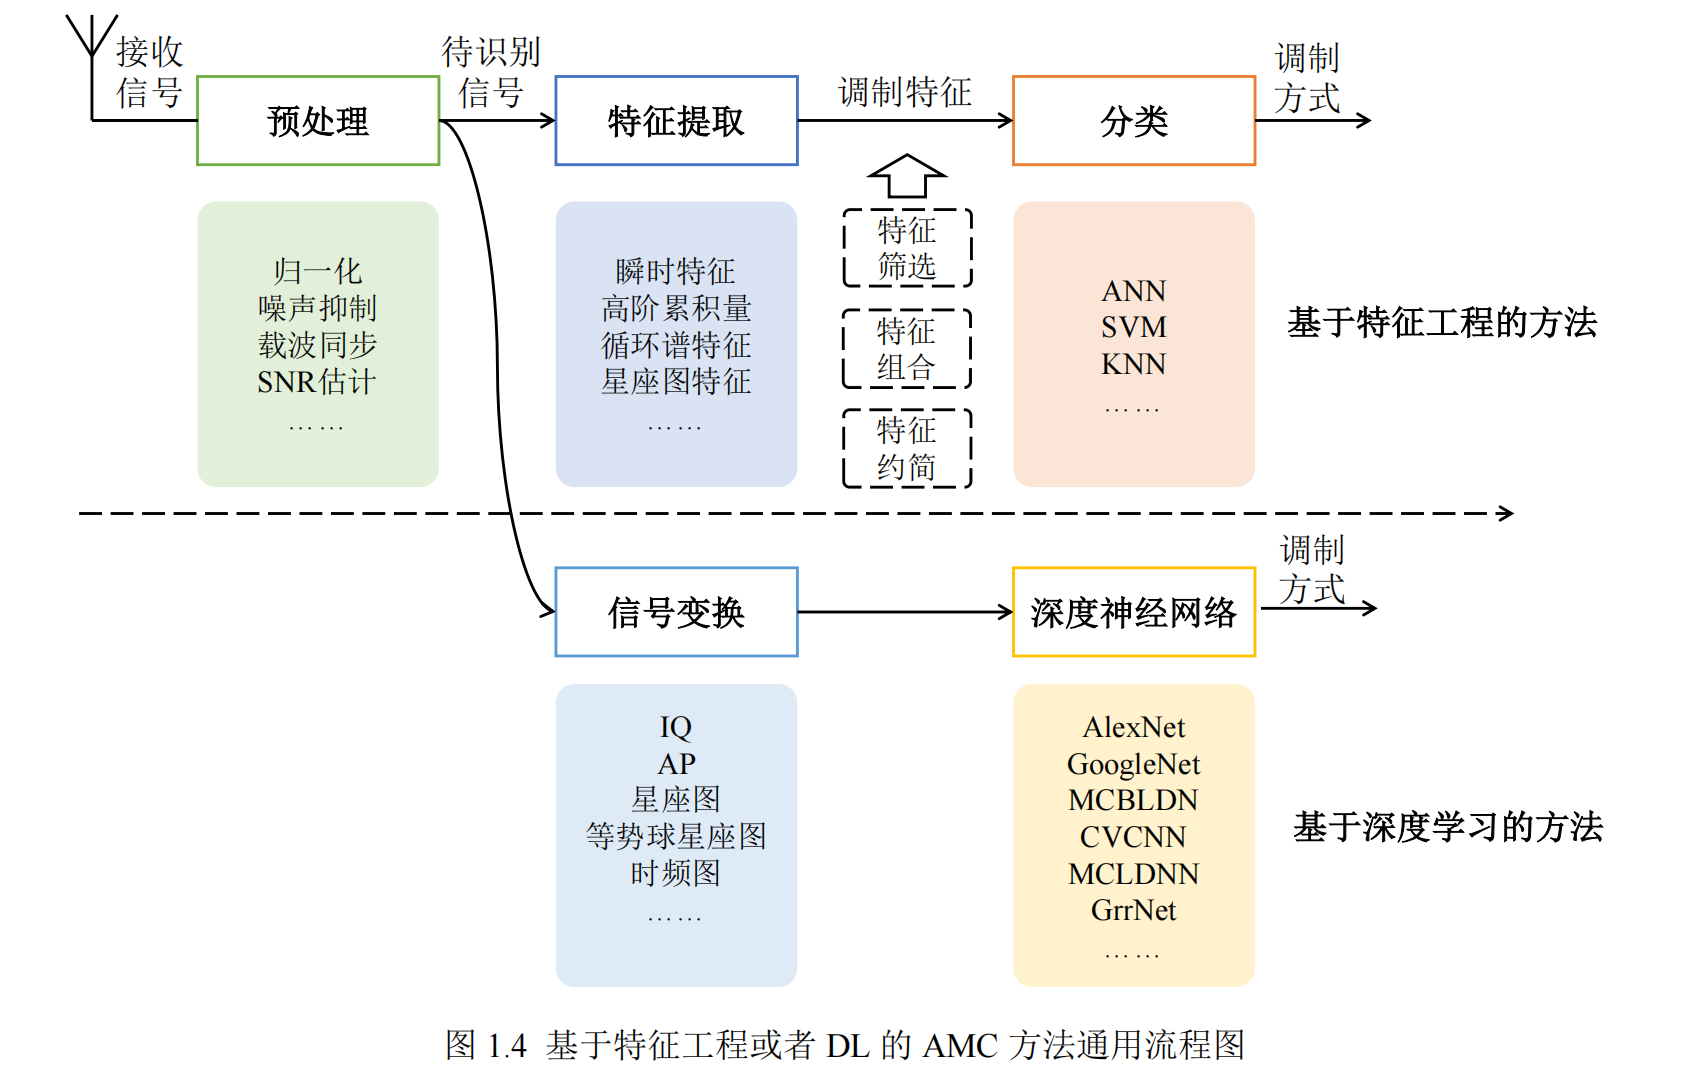 接收
信号
预处理
待识别
信号
特征提取
调制特征
分类
调制
方式
归一化
噪声抑制
载波同步
SNR估计
……
瞬时特征
高阶累积量
循环谱特征
星座图特征
……
特征
筛选
特征
组合
特征
约简
ANN
SVM
KNN
……
基于特征工程的方法
信号变换
深度神经网络
调制
方式
IQ
AP
星座图
等势球星座图
时频图
……
AlexNet
GoogleNet
MCBLDN
CVCNN
MCLDNN
GrrNet
……
基于深度学习的方法
图 1.4 基于特征工程或者 DL 的 AMC 方法通用流程图